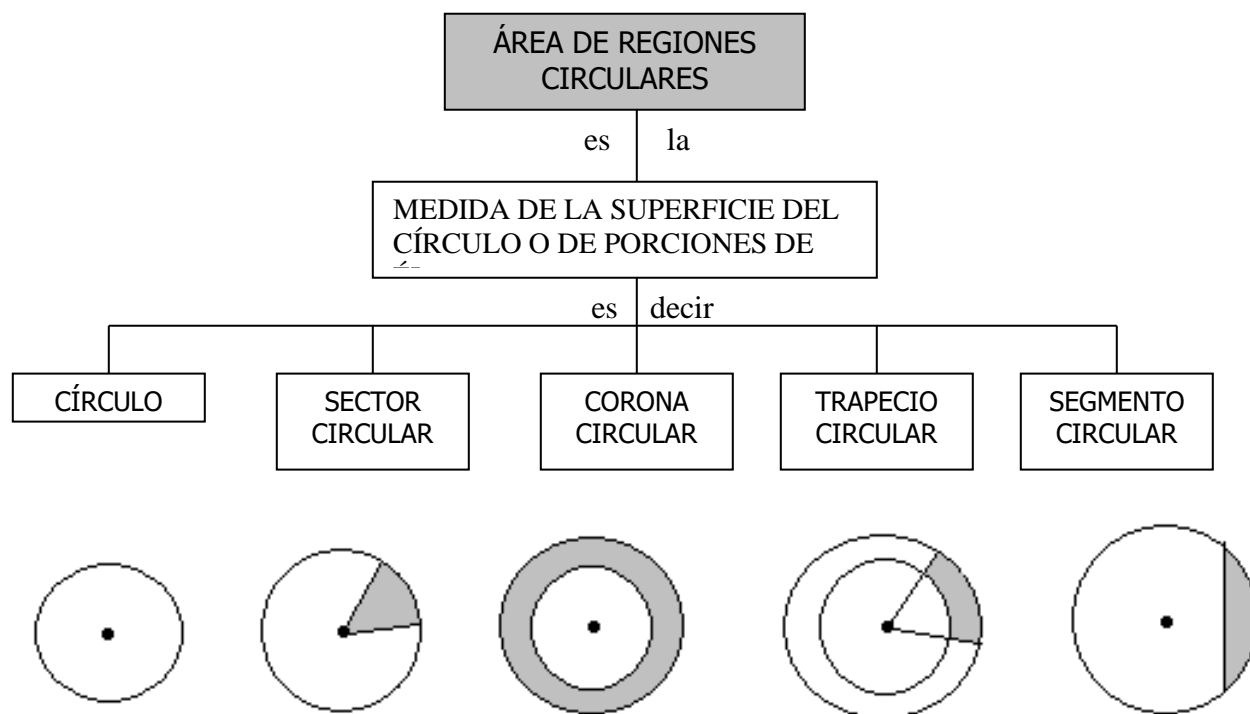 ÁREA DE REGIONES
CIRCULARES
es la
MEDIDA DE LA SUPERFICIE DEL
CÍRCULO O DE PORCIONES DE
es decir
CÍRCULO
SECTOR
CIRCULAR
CORONA
CIRCULAR
TRAPECIO
CIRCULAR
SEGMENTO
CIRCULAR